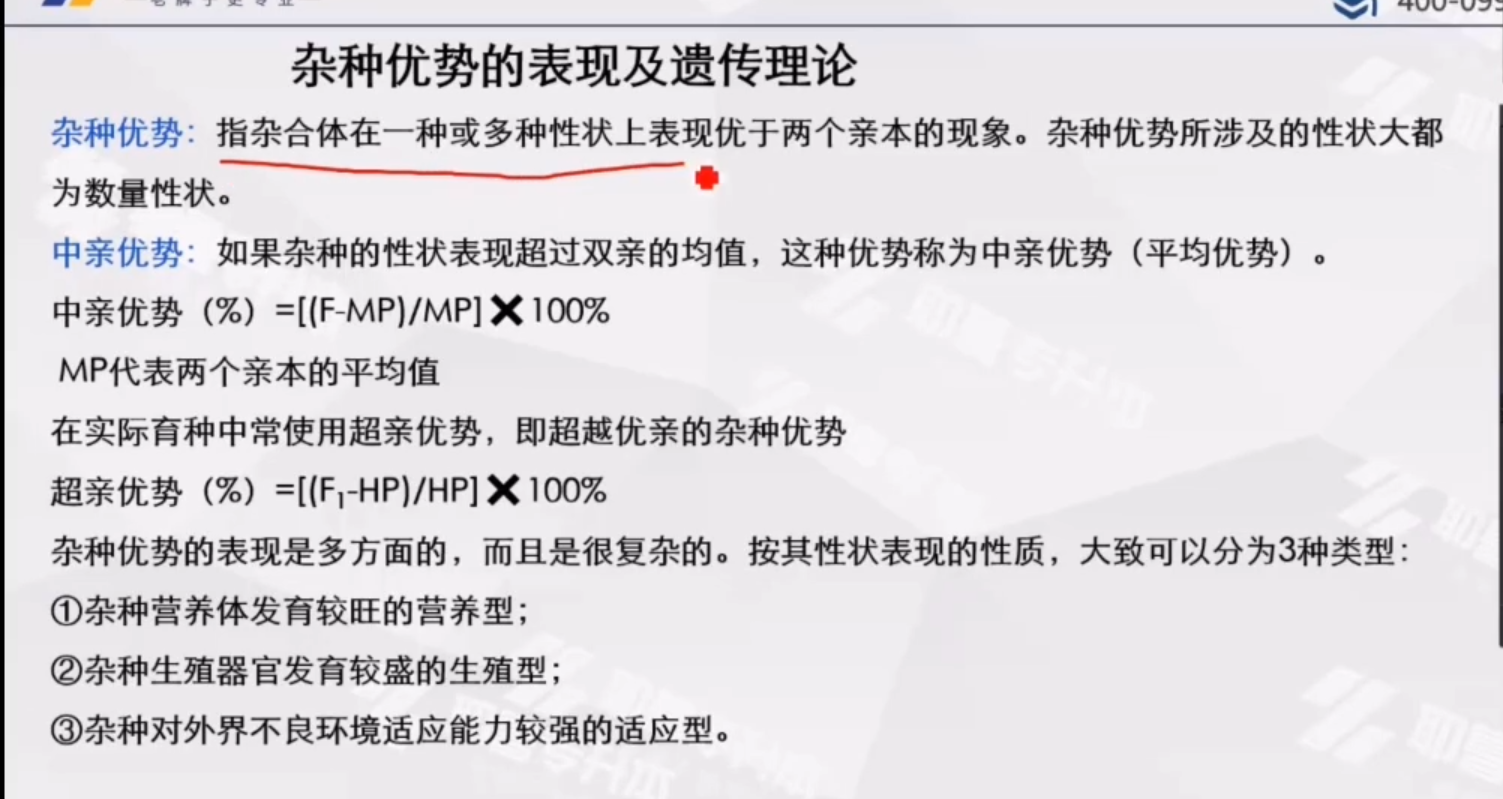 杂种优势的表现及遗传理论
杂种优势：指杂合体在一种或多种性状上表现优于两个亲本的现象。杂种优势所涉及的性状大都
为数量性状。
中亲优势：如果杂种的性状表现超过双亲的均值，这种优势称为中亲优势（平均优势）。
中亲优势（%）=[(F-MP)/MP]❌100%
MP代表两个亲本的平均值
在实际育种中常使用超亲优势，即超越优亲的杂种优势
超亲优势（%）=[(F₁-HP)/HP]❌100%
杂种优势的表现是多方面的，而且是很复杂的。按其性状表现的性质，大致可以分为3种类型：
①杂种营养体发育较旺的营养型；
②杂种生殖器官发育较盛的生殖型；
③杂种对外界不良环境适应能力较强的适应型。